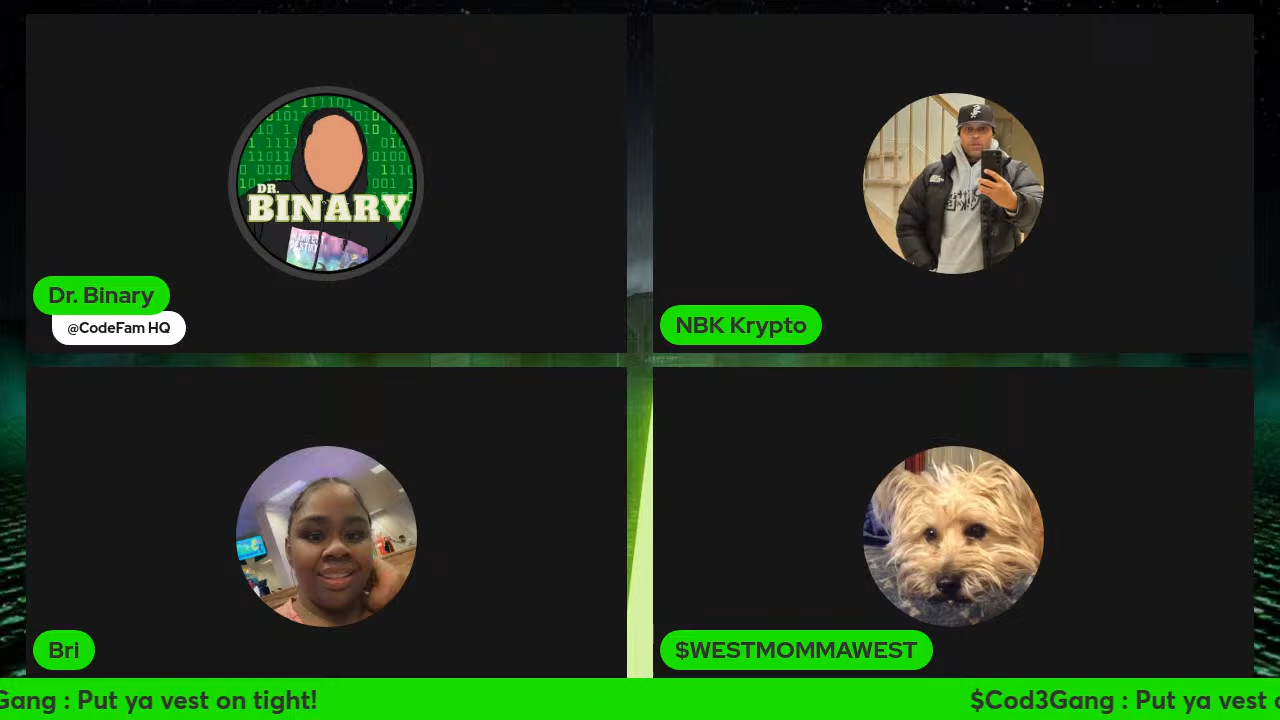 DR.
BINARY
Dr. Binary
@CodeFam HQ
NBK Krypto
Bri
$WESTMOMMAWEST
Gang : Put ya vest on tight!
$Cod3Gang : Put ya vest